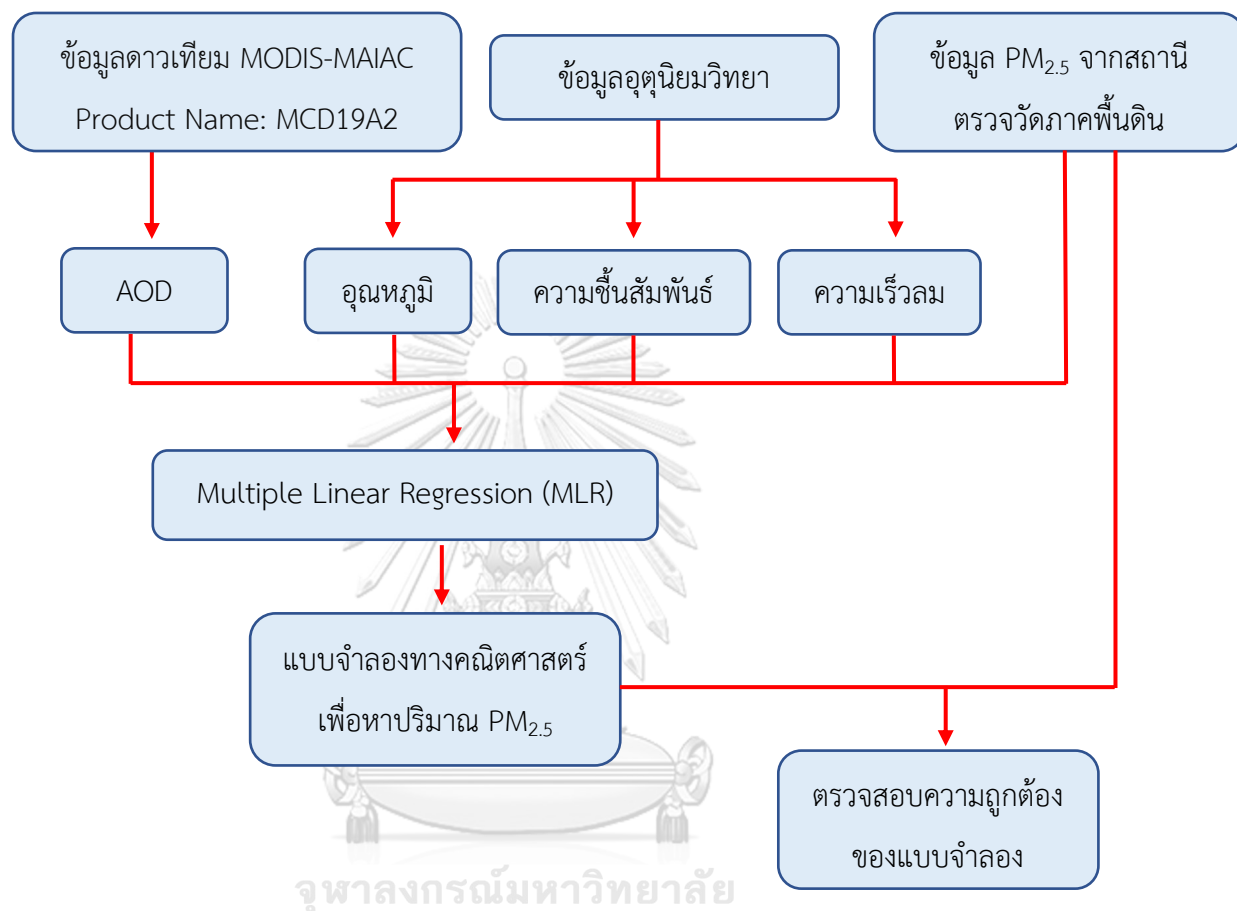 ข้อมูลดาวเทียม MODIS-MAIAC
Product Name: MCD19A2
ข้อมูลอุตุนิยมวิทยา
ข้อมูล PM2.5 จากสถานี
ตรวจวัดภาคพื้นดิน
AOD
อุณหภูมิ
ความชื้นสัมพันธ์
ความเร็วลม
Multiple Linear Regression (MLR)
แบบจำลองทางคณิตศาสตร์
เพื่อหาปริมาณ PM2.5
ตรวจสอบความถูกต้อง
ของแบบจำลอง
จุฬาลงกรณ์มหาวิทยาลัย